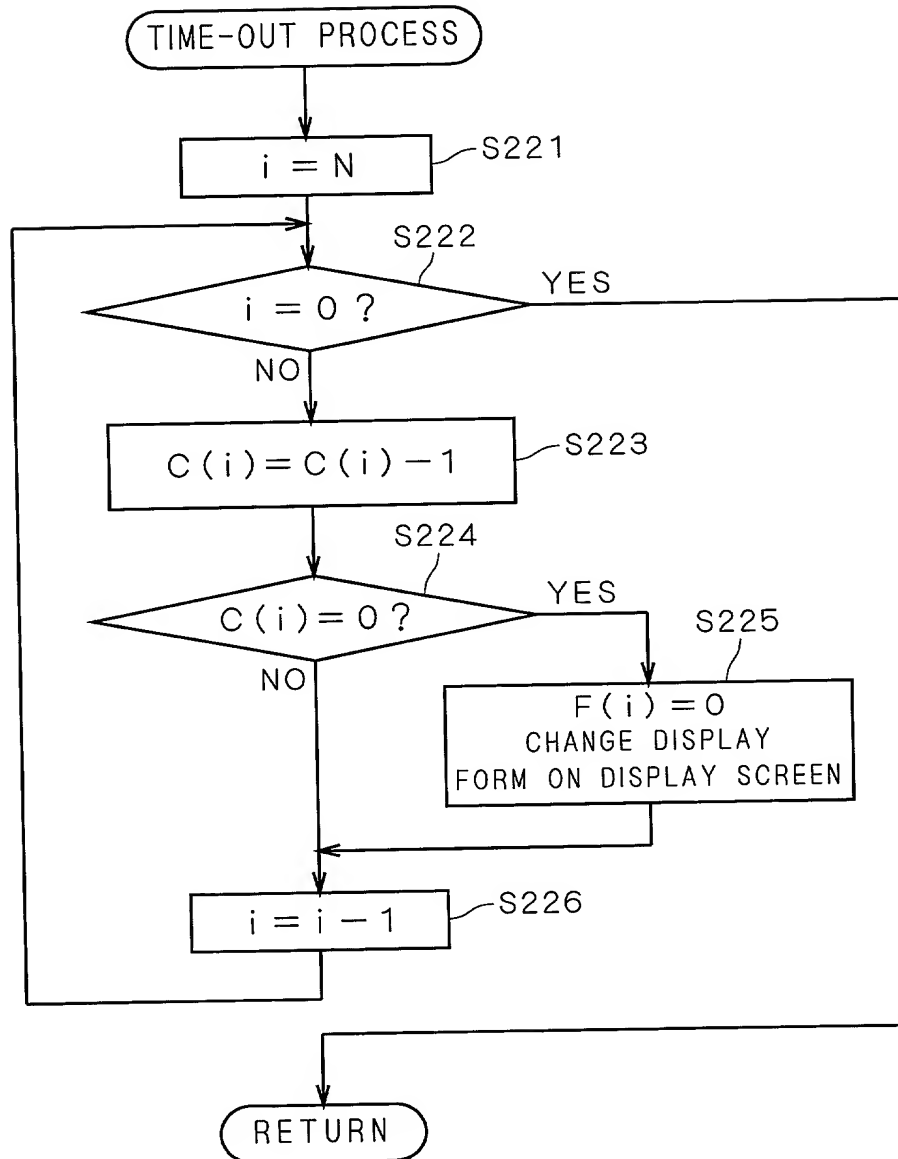 TIME-OUT PROCESS
i = N
S221
S222
i = 0 ?
YES
NO
C(i)=C(i)-1
S223
S224
C(i)=0?
YES
NO
S225
F(i)=0
CHANGE DISPLAY
FORM ON DISPLAY SCREEN
i = i - 1
S226
RETURN